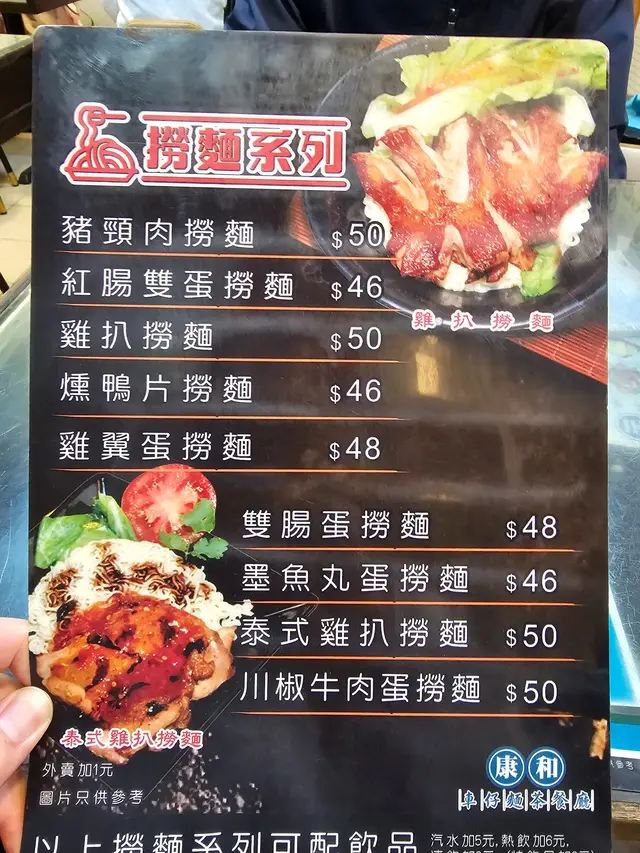 撈麵系列
豬頸肉撈麵 $50
紅腸雙蛋撈麵 $46
雞扒撈麵 $50
燻鴨片撈麵 $46
雞翼蛋撈麵 $48
雞扒撈麵
雙腸蛋撈麵 $48
墨魚丸蛋撈麵 $46
泰式雞扒撈麵 $50
川椒牛肉蛋撈麵 $50
泰式雞扒撈麵
外賣加1元
圖片只供參考
康和
車仔麵茶餐廳
以上撈麵系列可配飲品
汽水加5元,熱飲加6元,